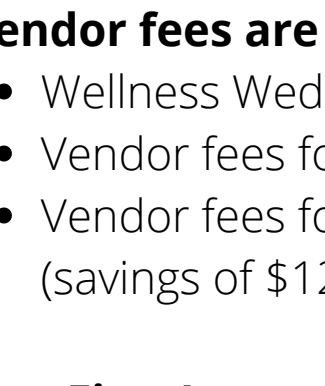 endor fees are
• Wellness Wed
• Vendor fees fo
• Vendor fees fo
(savings of $12